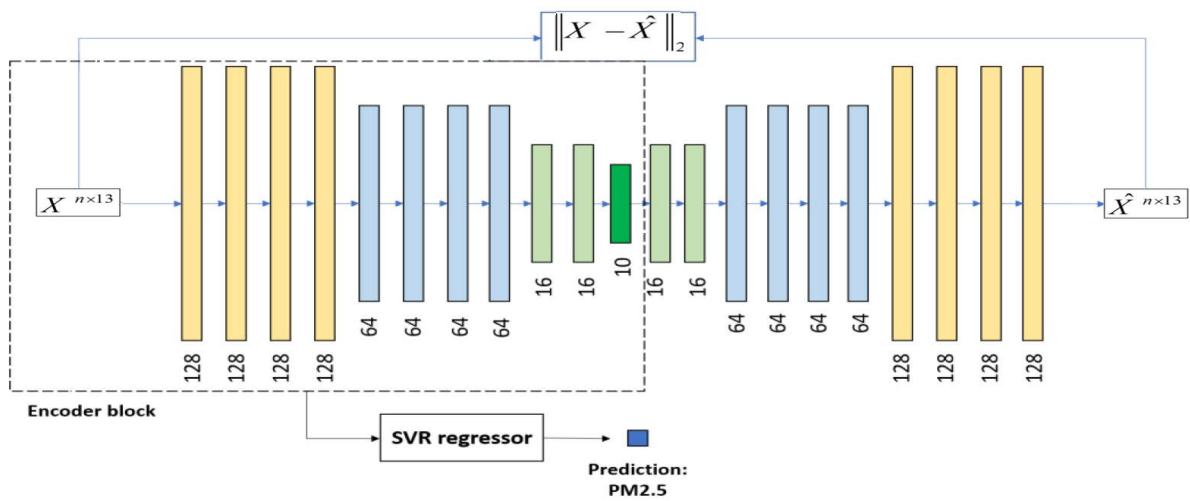 ‖X − X̂‖₂
X n×13
X̂ n×13
128 128 128 128 64 64 64 64 16 16 10 16 16 64 64 64 64 128 128 128 128
Encoder block
SVR regressor
Prediction:
PM2.5